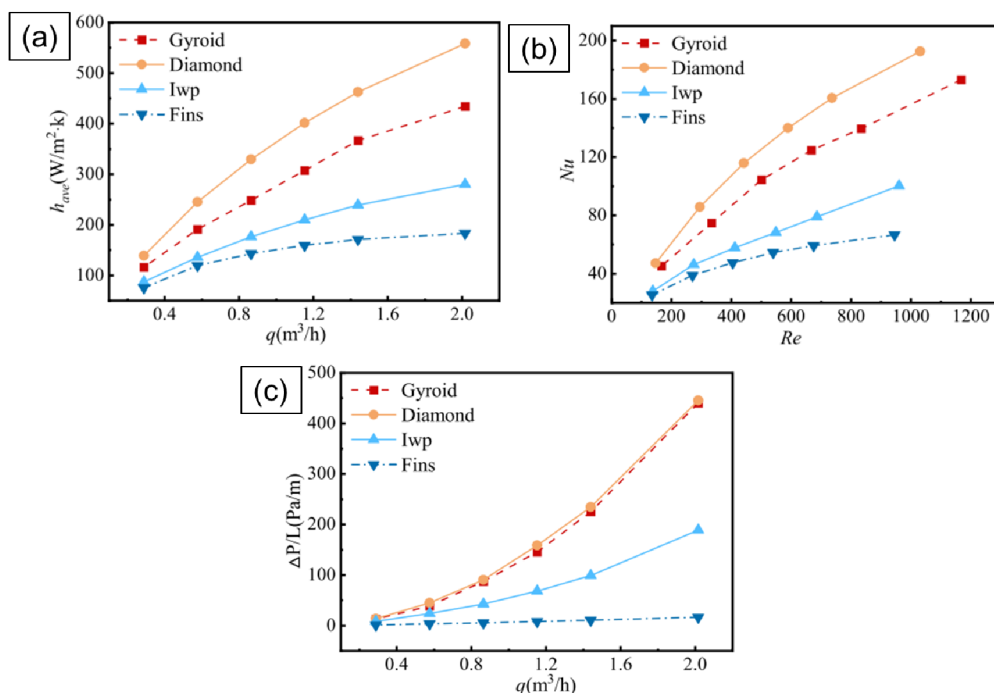 (a)
600
500
400
300
200
100
h_ave(W/m²·k)
Gyroid
Diamond
Iwp
Fins
0.4 0.8 1.2 1.6 2.0
q(m³/h)
(b)
200
160
120
80
40
Nu
Gyroid
Diamond
Iwp
Fins
0 200 400 600 800 1000 1200
Re
(c)
500
400
300
200
100
0
ΔP/L(Pa/m)
Gyroid
Diamond
Iwp
Fins
0.4 0.8 1.2 1.6 2.0
q(m³/h)